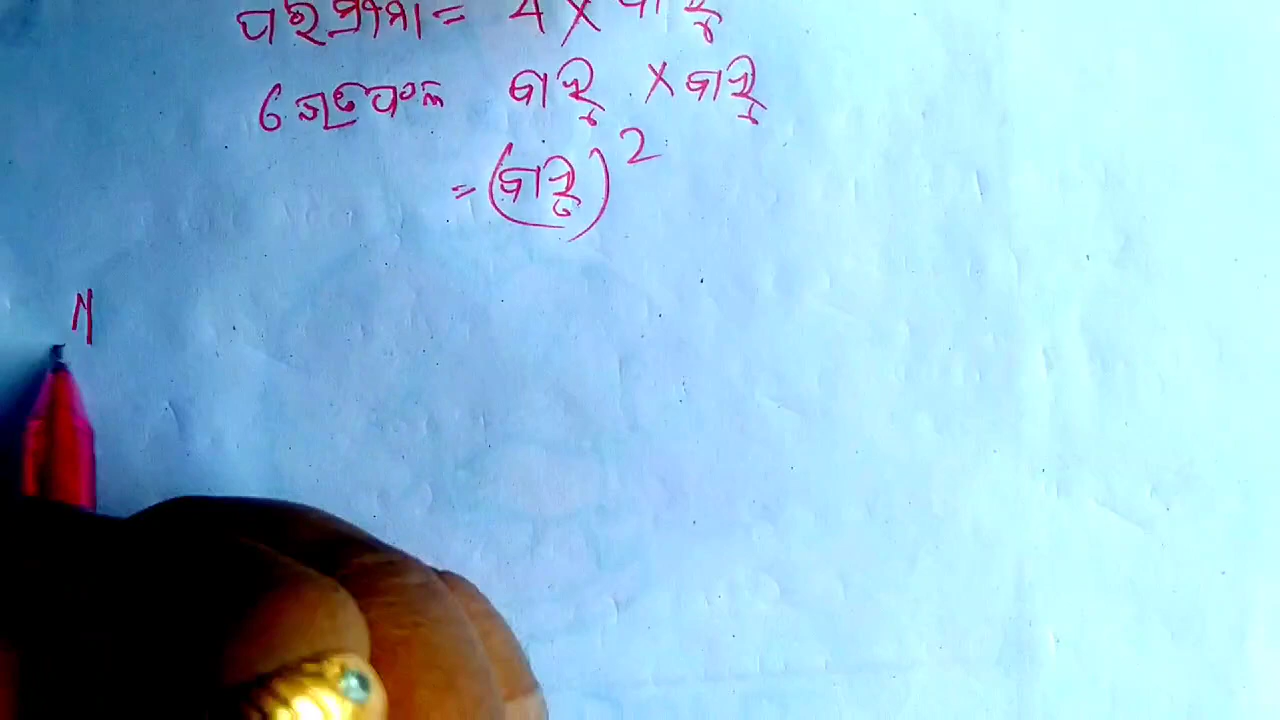 ପରିସୀମା = 4 × ବାହୁ
କ୍ଷେତ୍ରଫଳ ବାହୁ × ବାହୁ
= (ବାହୁ)²